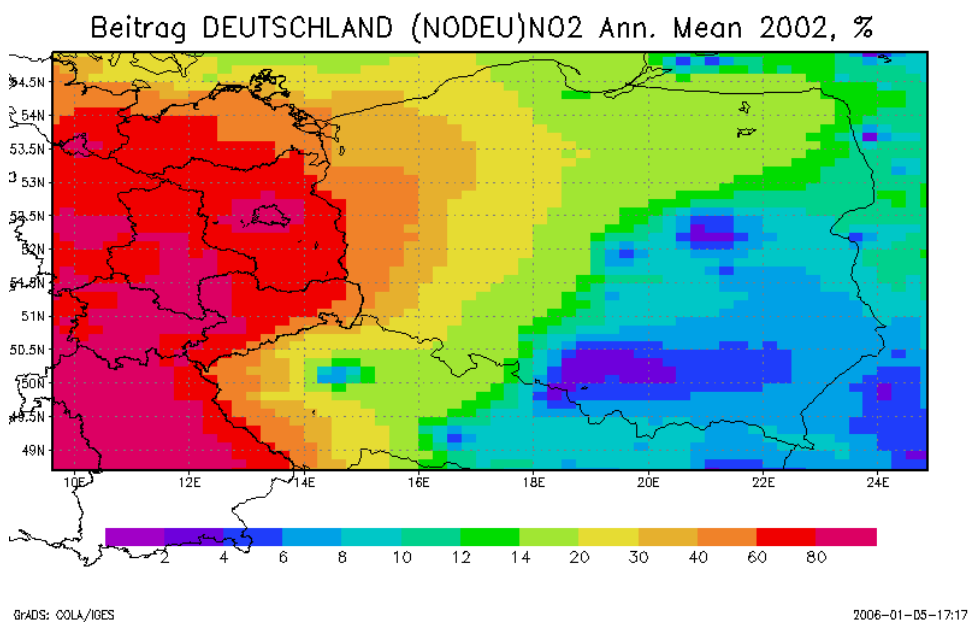 Beitrag DEUTSCHLAND (NODEU)NO2 Ann. Mean 2002, %
54.5N
54N
53.5N
53N
52.5N
52N
51.5N
51N
50.5N
50N
49.5N
49N
10E 12E 14E 16E 18E 20E 22E 24E
2 4 6 8 10 12 14 20 30 40 60 80
GrADS: COLA/IGES 2006-01-05-17:17